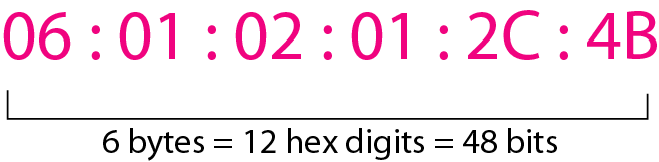 06 : 01 : 02 : 01 : 2C : 4B
6 bytes = 12 hex digits = 48 bits